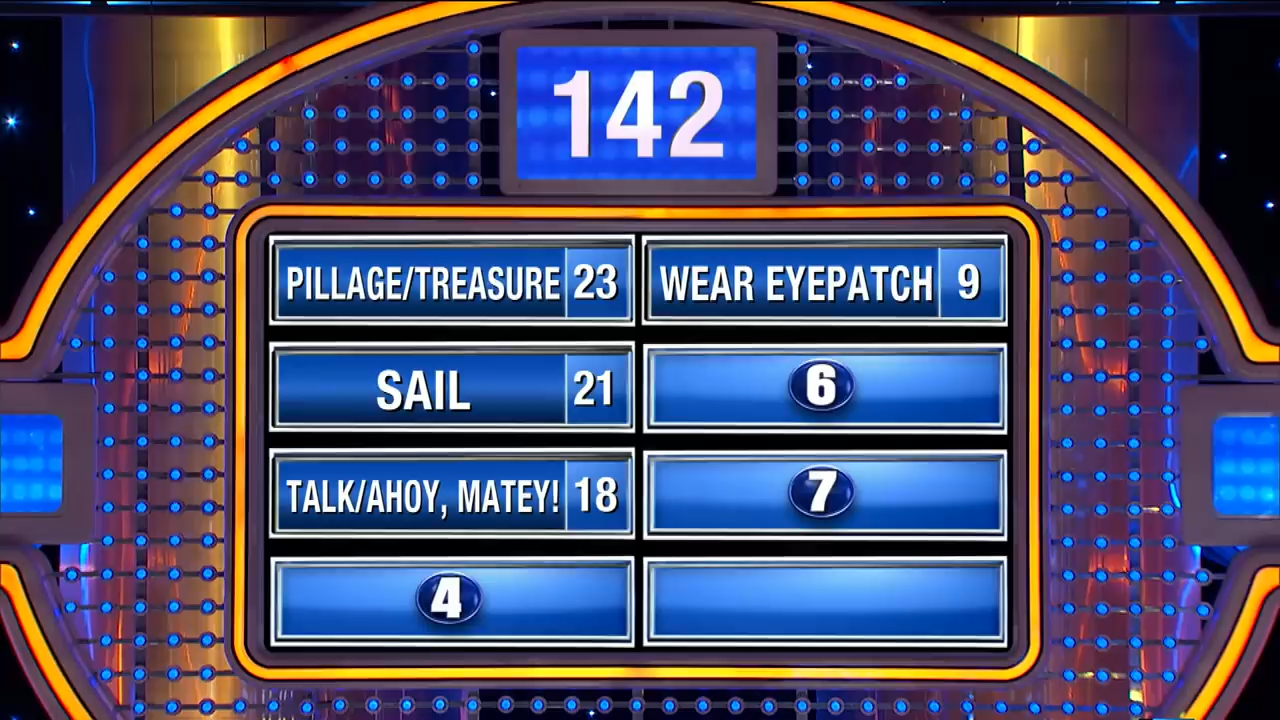 142
PILLAGE/TREASURE 23
WEAR EYEPATCH 9
SAIL 21
6
TALK/AHOY, MATEY! 18
7
4